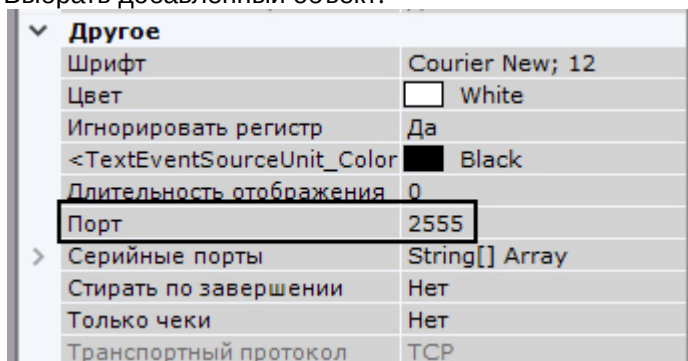 Выбрать добавленный объект.
Другое
Шрифт Courier New; 12
Цвет White
Игнорировать регистр Да
<TextEventSourceUnit_Color Black
Длительность отображения 0
Порт 2555
Серийные порты String[] Array
Стирать по завершении Нет
Только чеки Нет
Транспортный протокол TCP